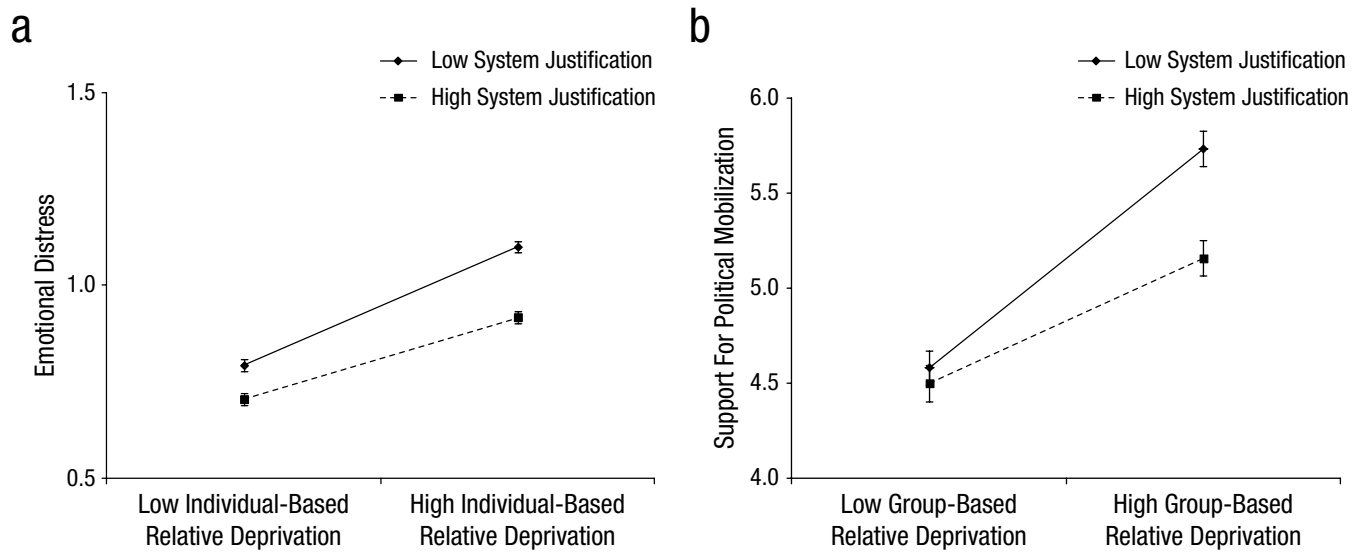 a
Low System Justification
High System Justification
1.5
1.0
0.5
Emotional Distress
Low Individual-Based
Relative Deprivation
High Individual-Based
Relative Deprivation
b
Low System Justification
High System Justification
6.0
5.5
5.0
4.5
4.0
Support For Political Mobilization
Low Group-Based
Relative Deprivation
High Group-Based
Relative Deprivation